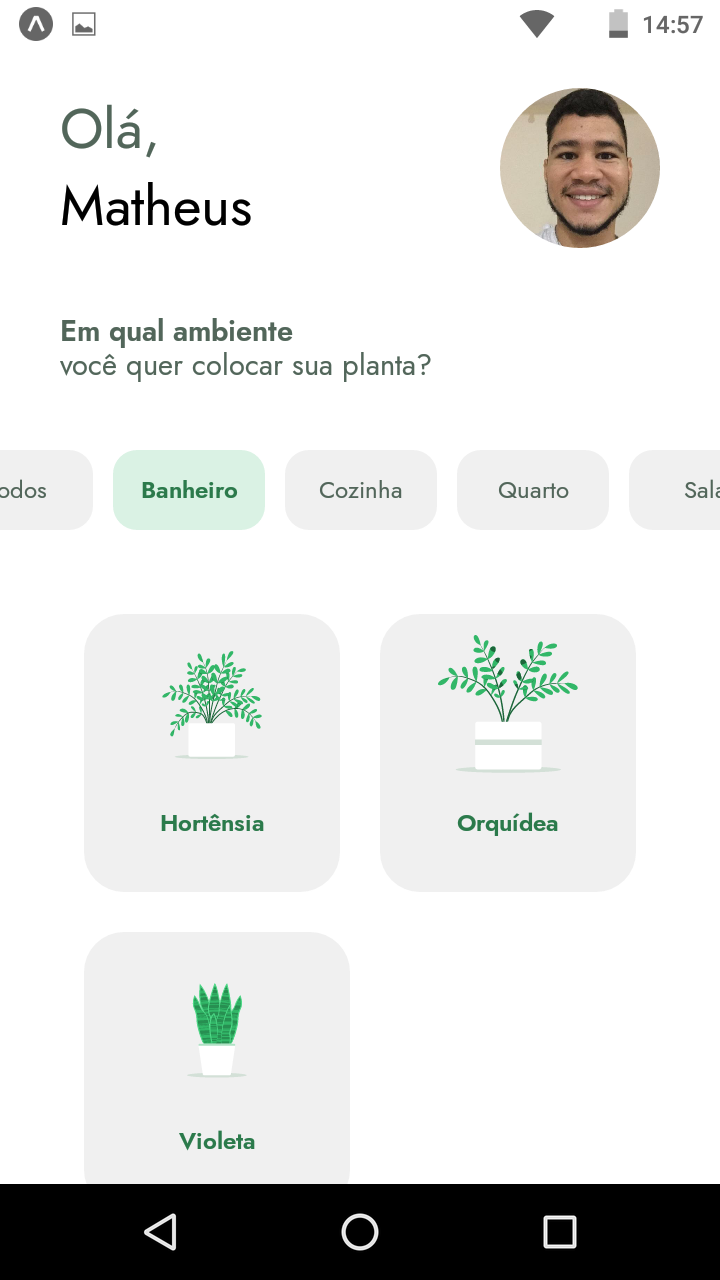 14:57
Olá,
Matheus
Em qual ambiente
você quer colocar sua planta?
odos Banheiro Cozinha Quarto Sala
Hortênsia Orquídea
Violeta